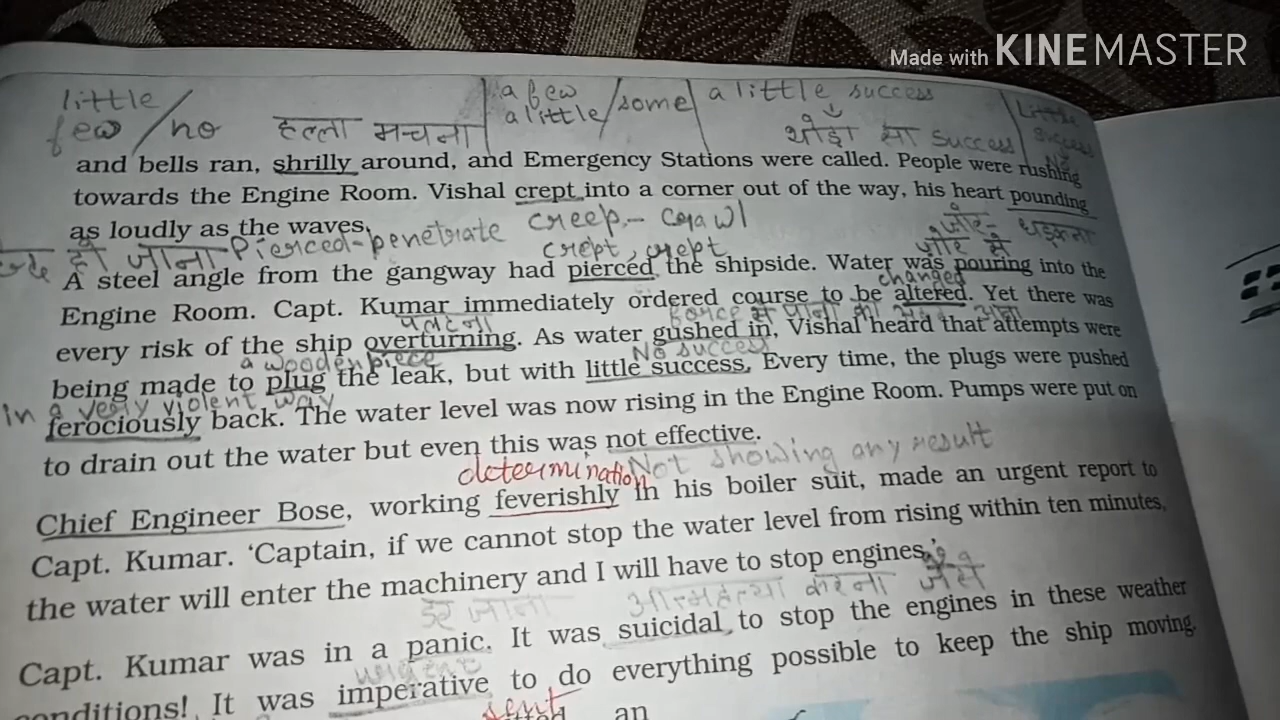 Made with KINEMASTER
little / few / no हल्ला मचना a few a little / some a little success
थोड़ा सा success
and bells ran, shrilly around, and Emergency Stations were called. People were rushing
towards the Engine Room. Vishal crept into a corner out of the way, his heart pounding
as loudly as the waves.
creep - crawl
हो जाना Pierced-penetrate crept, crept जोर-जोर से धड़कना
A steel angle from the gangway had pierced the shipside. Water was pouring into the
changed
Engine Room. Capt. Kumar immediately ordered course to be altered. Yet there was
पलटना
every risk of the ship overturning. As water gushed in, Vishal heard that attempts were
a wooden piece No success
being made to plug the leak, but with little success. Every time, the plugs were pushed
In a very violent way
ferociously back. The water level was now rising in the Engine Room. Pumps were put on
to drain out the water but even this was not effective.
determination Not showing any result
Chief Engineer Bose, working feverishly in his boiler suit, made an urgent report to
Capt. Kumar. ‘Captain, if we cannot stop the water level from rising within ten minutes,
the water will enter the machinery and I will have to stop engines.’
डर जाना आत्महत्या करना जैसे
Capt. Kumar was in a panic. It was suicidal to stop the engines in these weather
urgent
conditions! It was imperative to do everything possible to keep the ship moving.
sent
an